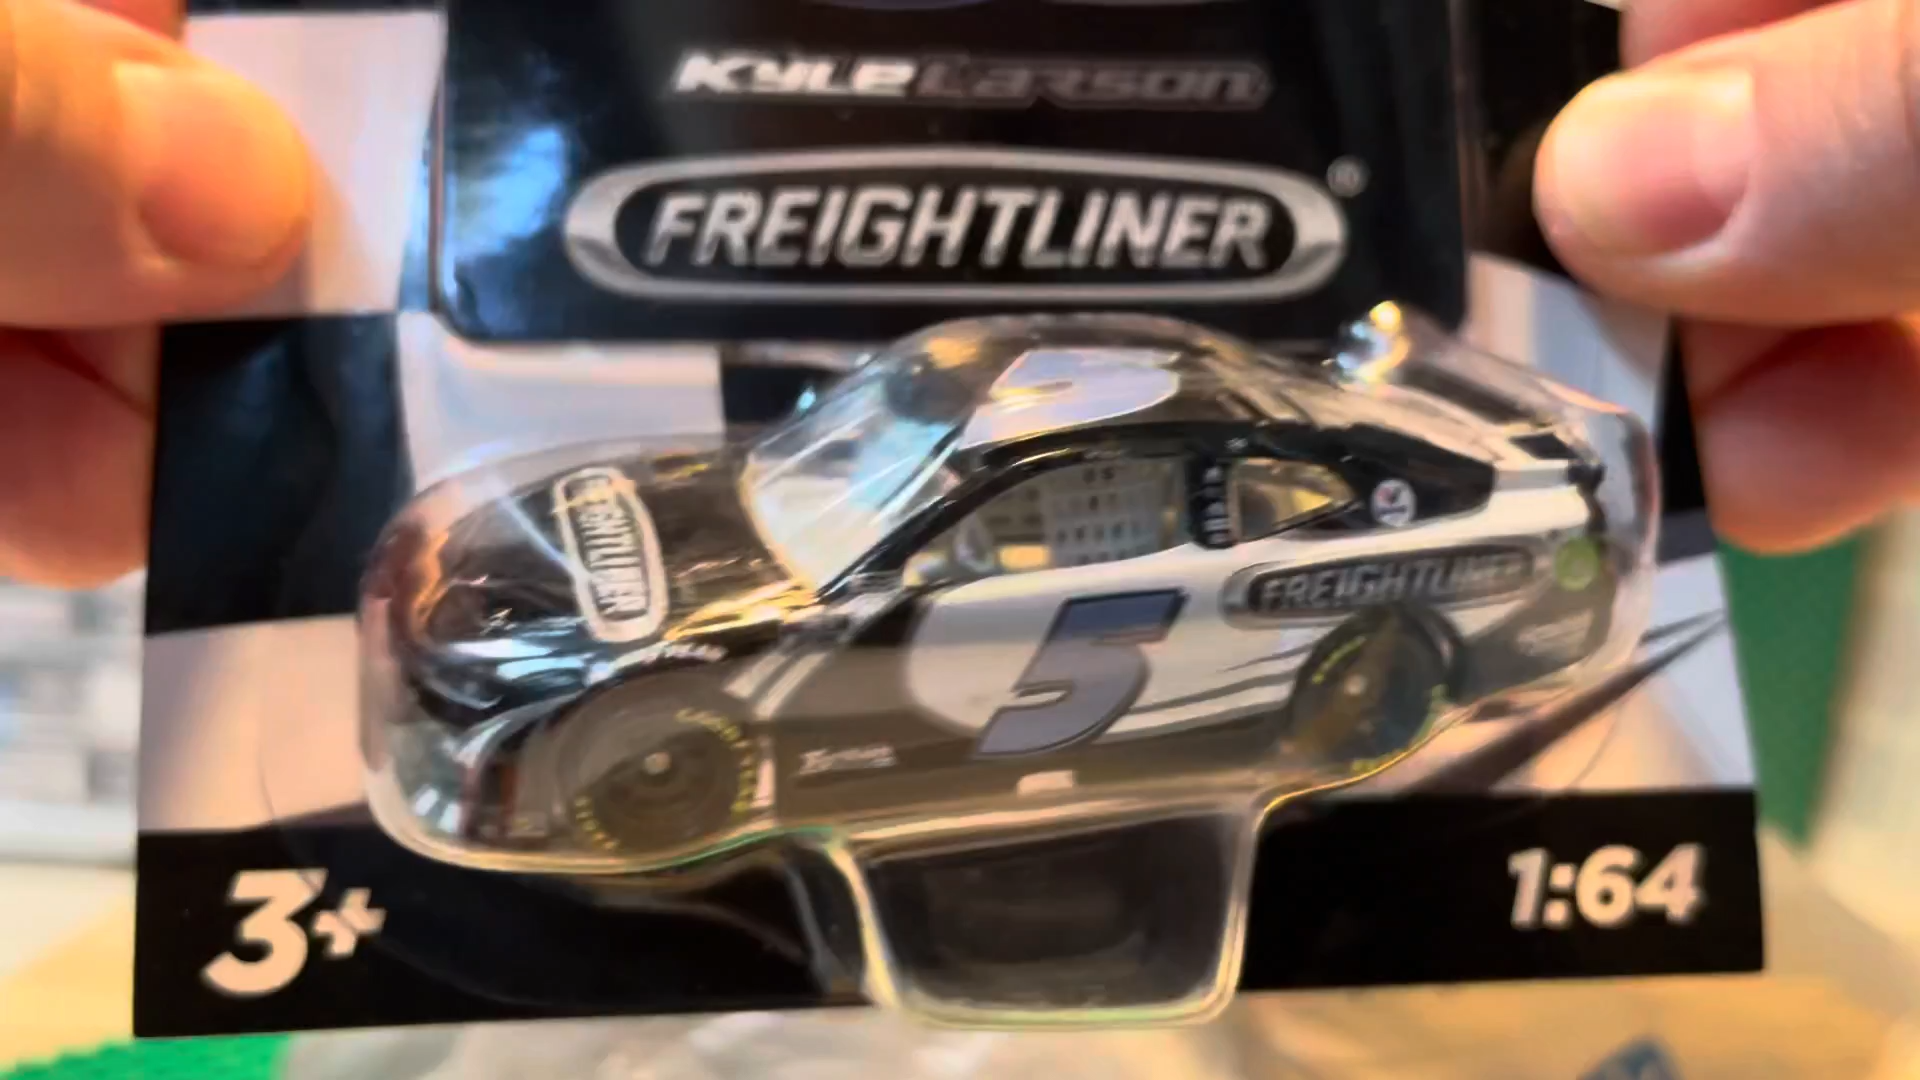 KYLE LARSON
FREIGHTLINER®
FREIGHTLINER
FREIGHTLINER
5
3+
1:64